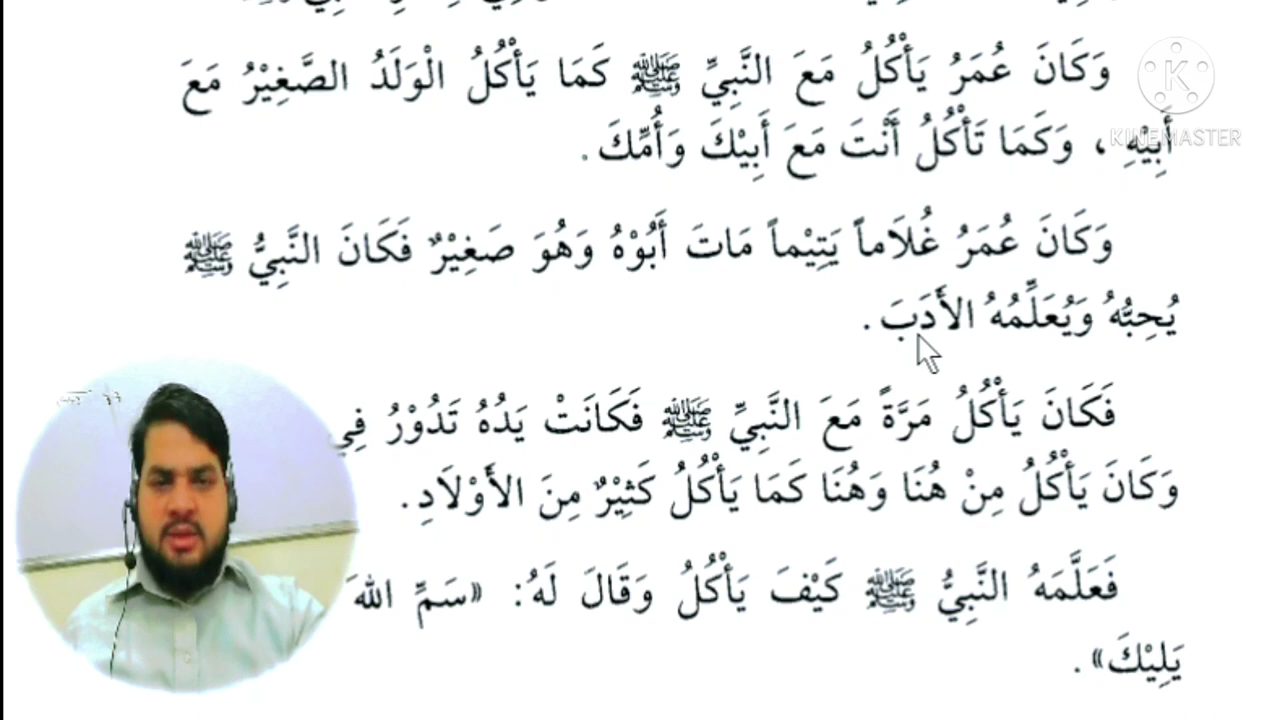 وَكَانَ عُمَرُ يَأْكُلُ مَعَ النَّبِيِّ ﷺ كَمَا يَأْكُلُ الْوَلَدُ الصَّغِيْرُ مَعَ
أَبِيْهِ ، وَكَمَا تَأْكُلُ أَنْتَ مَعَ أَبِيْكَ وَأُمِّكَ .
وَكَانَ عُمَرُ غُلَاماً يَتِيْماً مَاتَ أَبُوْهُ وَهُوَ صَغِيْرٌ فَكَانَ النَّبِيُّ ﷺ
يُحِبُّهُ وَيُعَلِّمُهُ الأَدَبَ .
فَكَانَ يَأْكُلُ مَرَّةً مَعَ النَّبِيِّ ﷺ فَكَانَتْ يَدُهُ تَدُوْرُ فِي
وَكَانَ يَأْكُلُ مِنْ هُنَا وَهُنَا كَمَا يَأْكُلُ كَثِيْرٌ مِنَ الأَوْلَادِ .
فَعَلَّمَهُ النَّبِيُّ ﷺ كَيْفَ يَأْكُلُ وَقَالَ لَهُ: «سَمِّ اللهَ
يَلِيْكَ» .
K
KINEMASTER